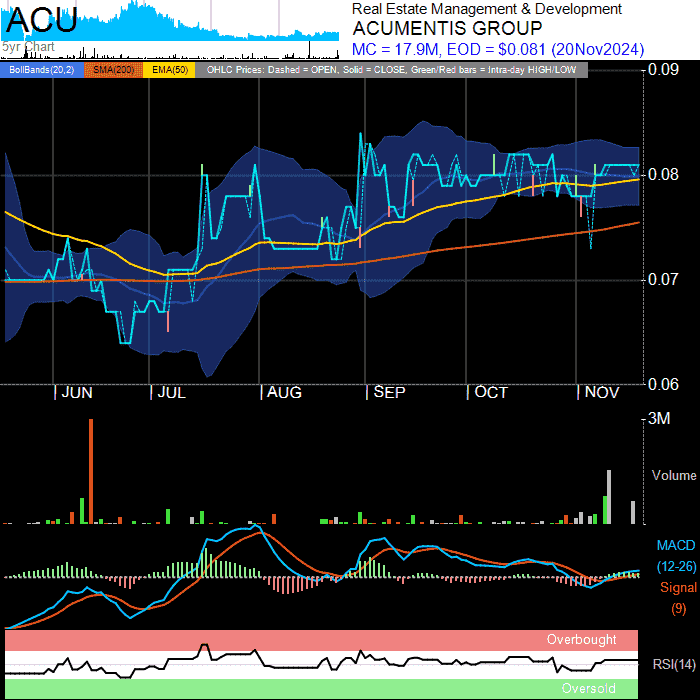 ACU
5yr Chart
Real Estate Management & Development
ACUMENTIS GROUP
MC = 17.9M, EOD = $0.081 (20Nov2024)
BollBands(20,2) SMA(200) EMA(50) OHLC Prices: Dashed = OPEN, Solid = CLOSE, Green/Red bars = Intra-day HIGH/LOW
0.09
0.08
0.07
0.06
| JUN | JUL | AUG | SEP | OCT | NOV
3M
Volume
MACD
(12-26)
Signal
(9)
Overbought
RSI(14)
Oversold